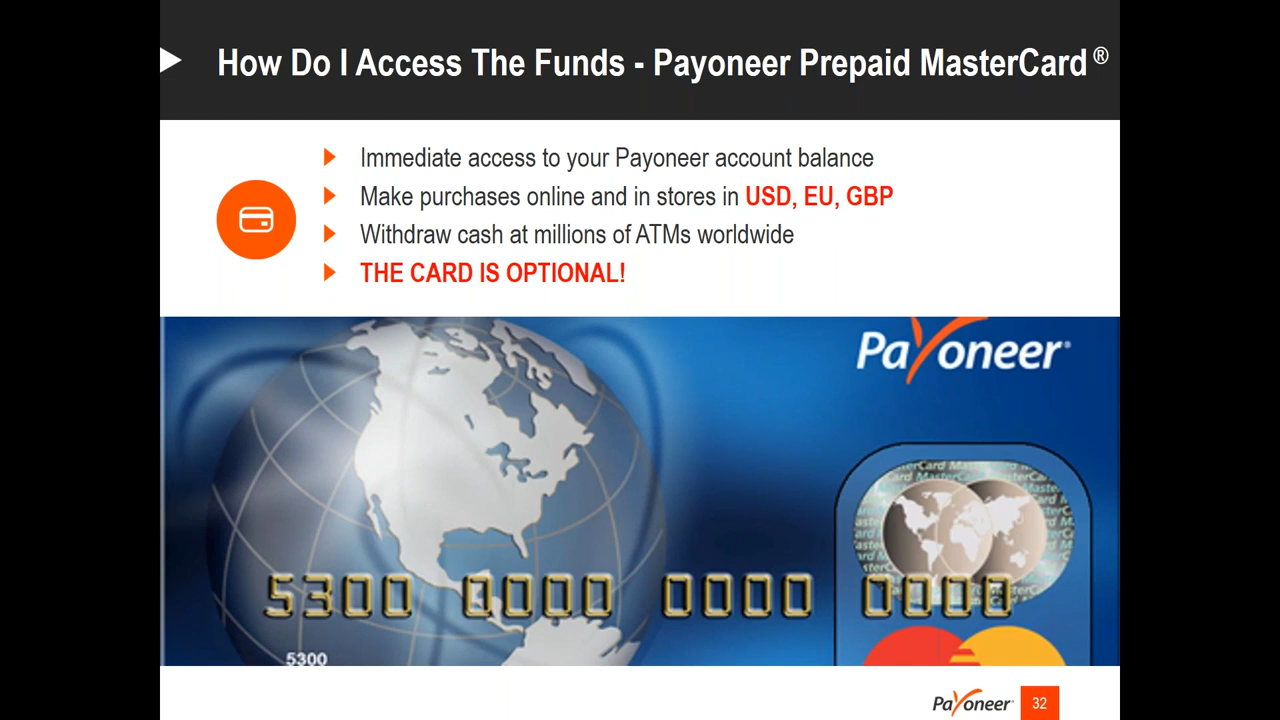 How Do I Access The Funds - Payoneer Prepaid MasterCard ®
Immediate access to your Payoneer account balance
Make purchases online and in stores in USD, EU, GBP
Withdraw cash at millions of ATMs worldwide
THE CARD IS OPTIONAL!
Payoneer®
5300 0000 0000 0000
5300
Payoneer 32